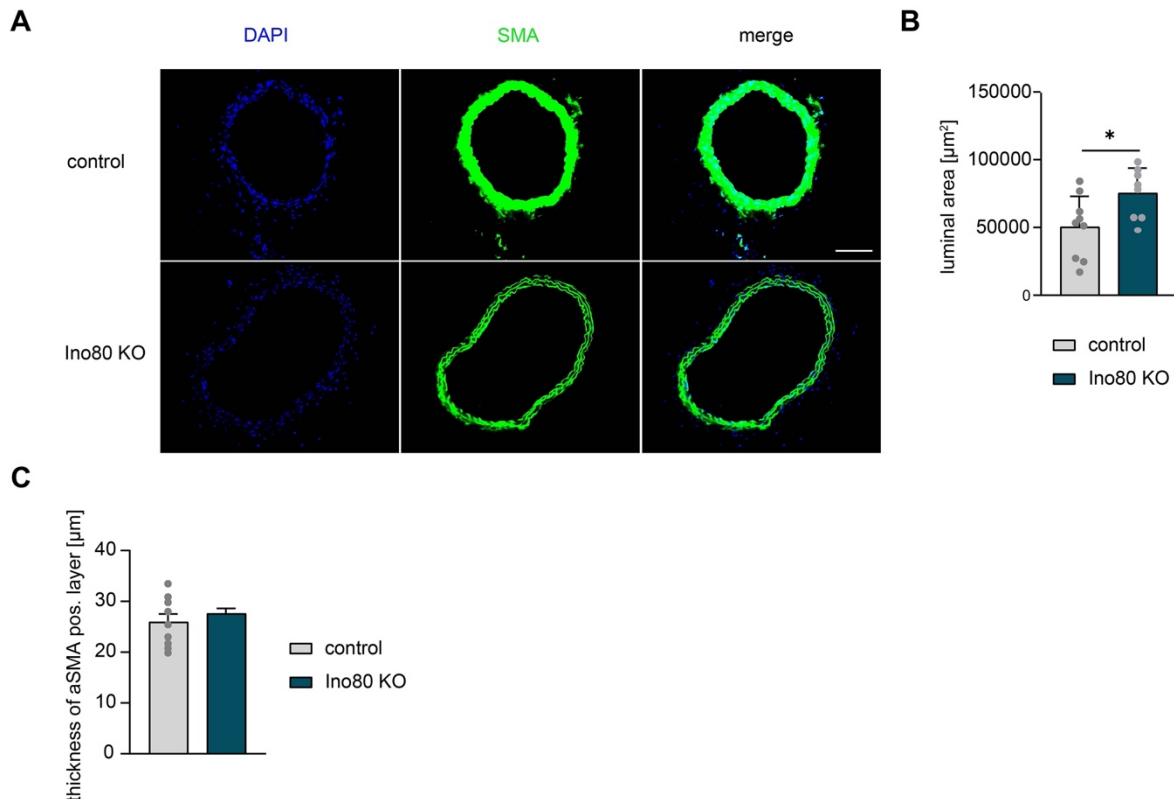 A
DAPI
SMA
merge
control
Ino80 KO
B
luminal area [µm²]
150000
100000
50000
0
*
control
Ino80 KO
C
thickness of aSMA pos. layer [µm]
40
30
20
10
0
control
Ino80 KO